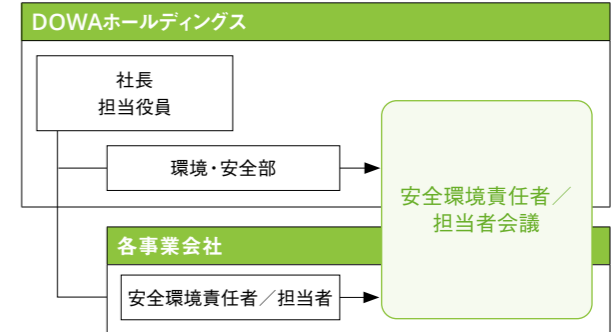 DOWAホールディングス
社長
担当役員
環境・安全部
安全環境責任者／
担当者会議
各事業会社
安全環境責任者／担当者